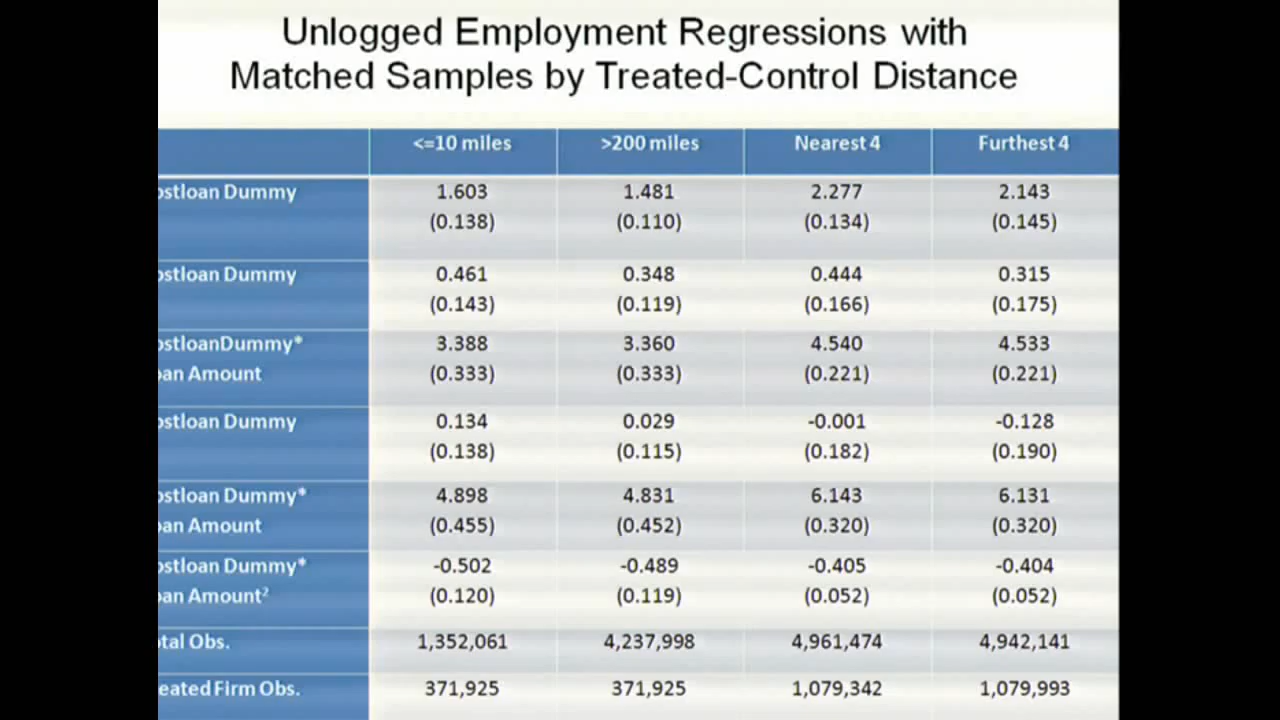 Unlogged Employment Regressions with
Matched Samples by Treated-Control Distance
<=10 miles >200 miles Nearest 4 Furthest 4
ostloan Dummy 1.603 1.481 2.277 2.143
(0.138) (0.110) (0.134) (0.145)
ostloan Dummy 0.461 0.348 0.444 0.315
(0.143) (0.119) (0.166) (0.175)
ostloanDummy* 3.388 3.360 4.540 4.533
oan Amount (0.333) (0.333) (0.221) (0.221)
ostloan Dummy 0.134 0.029 -0.001 -0.128
(0.138) (0.115) (0.182) (0.190)
ostloan Dummy* 4.898 4.831 6.143 6.131
oan Amount (0.455) (0.452) (0.320) (0.320)
ostloan Dummy* -0.502 -0.489 -0.405 -0.404
oan Amount² (0.120) (0.119) (0.052) (0.052)
otal Obs. 1,352,061 4,237,998 4,961,474 4,942,141
eated Firm Obs. 371,925 371,925 1,079,342 1,079,993